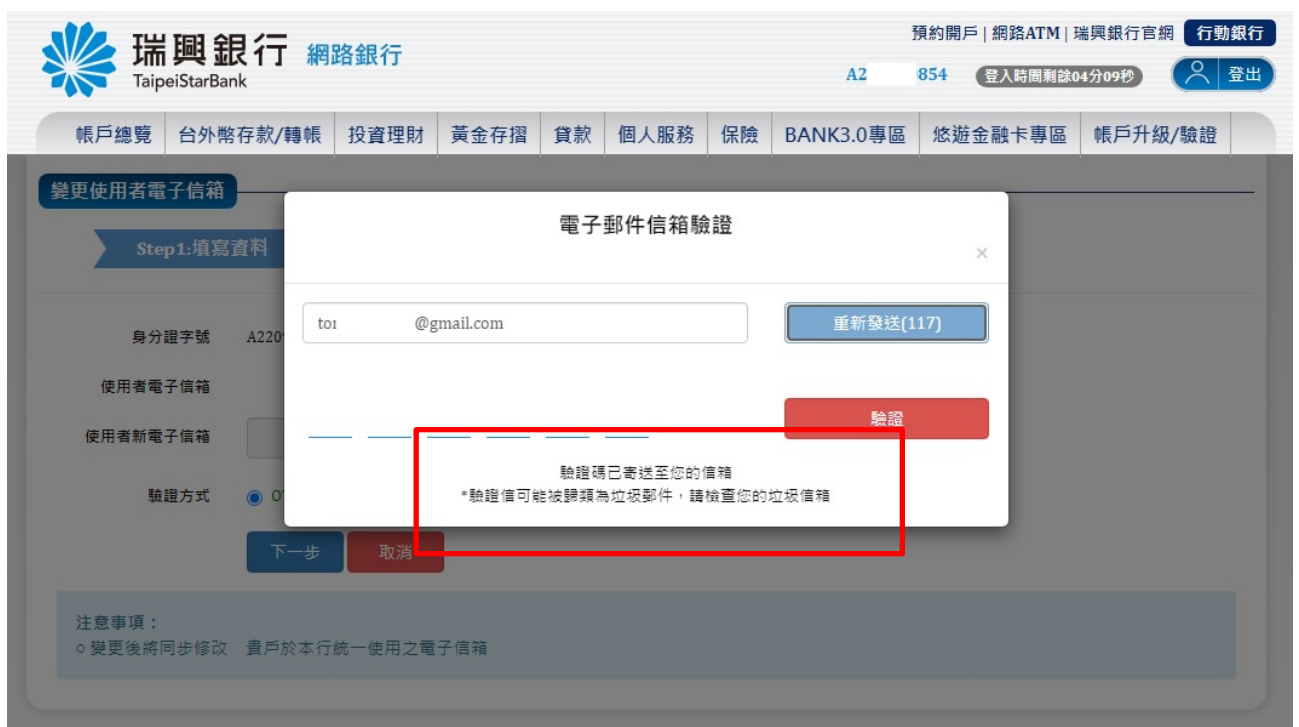 預約開戶 | 網路ATM | 瑞興銀行官網 行動銀行
瑞興銀行 網路銀行
TaipeiStarBank
A2 854 登入時間剩餘04分09秒 登出
帳戶總覽 台外幣存款/轉帳 投資理財 黃金存摺 貸款 個人服務 保險 BANK3.0專區 悠遊金融卡專區 帳戶升級/驗證
變更使用者電子信箱
電子郵件信箱驗證
×
Step1:填寫資料
@gmail.com 重新發送(117)
身分證字號 A220
使用者電子信箱
驗證
使用者新電子信箱
驗證碼已寄送至您的信箱
*驗證信可能被歸類為垃圾郵件，請檢查您的垃圾信箱
驗證方式
下一步 取消
注意事項：
○ 變更後將同步修改 貴戶於本行統一使用之電子信箱